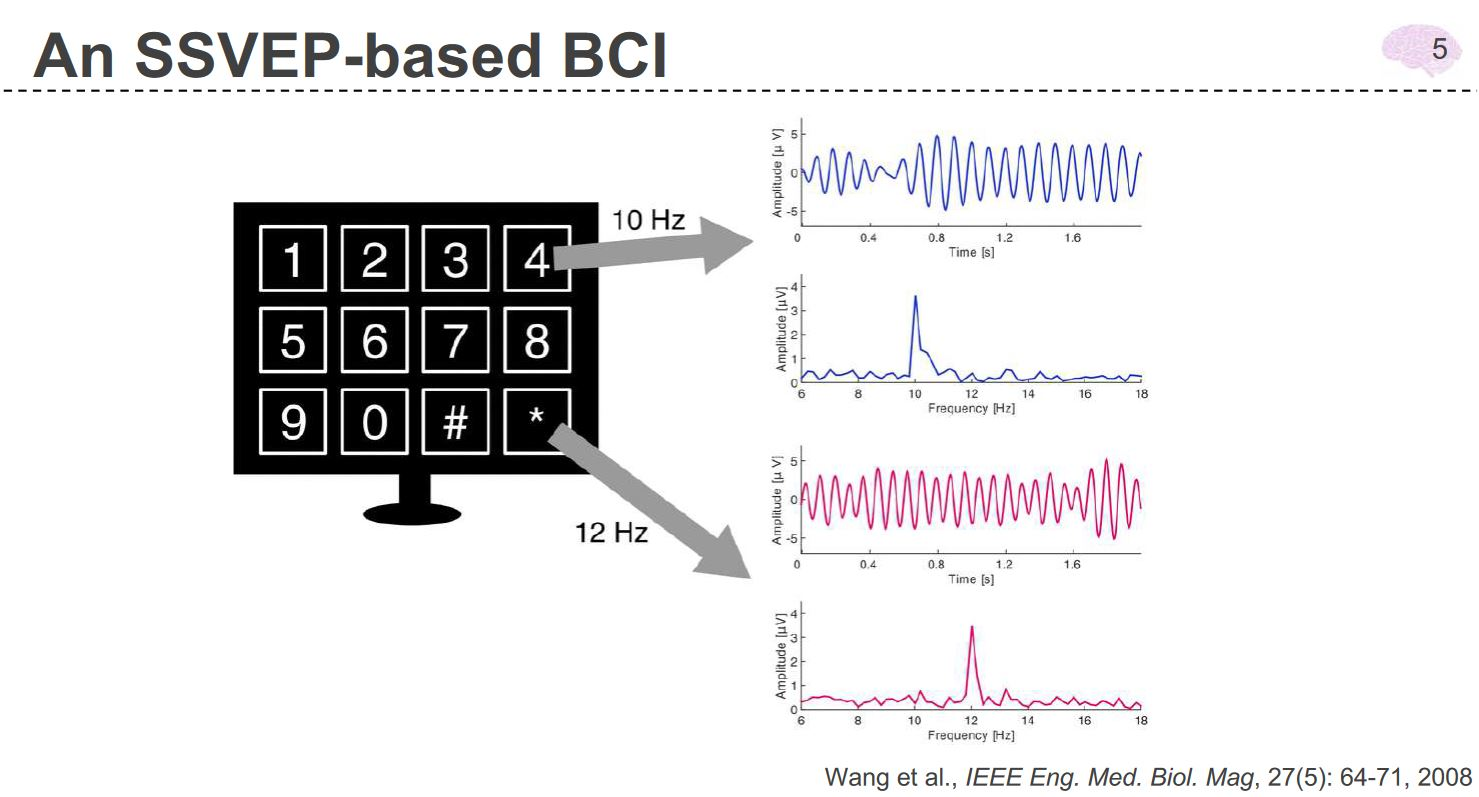 An SSVEP-based BCI
5
1 2 3 4
5 6 7 8
9 0 # *
10 Hz
12 Hz
Amplitude [µ V]
5
0
-5
0 0.4 0.8 1.2 1.6
Time [s]
Amplitude [µV]
4
3
2
1
0
6 8 10 12 14 16 18
Frequency [Hz]
Amplitude [µ V]
5
0
-5
0 0.4 0.8 1.2 1.6
Time [s]
Amplitude [µV]
4
3
2
1
0
6 8 10 12 14 16 18
Frequency [Hz]
Wang et al., IEEE Eng. Med. Biol. Mag, 27(5): 64-71, 2008